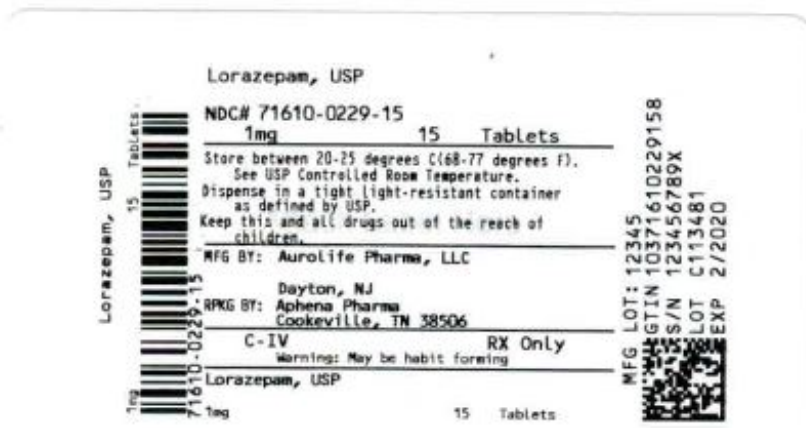 Lorazepam, USP
NDC# 71610-0229-15
1mg 15 Tablets
Store between 20-25 degrees C(68-77 degrees F).
See USP Controlled Room Temperature.
Dispense in a tight light-resistant container
as defined by USP.
Keep this and all drugs out of the reach of
children.
MFG BY: Aurolife Pharma, LLC
Dayton, NJ
RPKG BY: Aphena Pharma
Cookeville, TN 38506
C-IV RX Only
Warning: May be habit forming
Lorazepam, USP
1mg 15 Tablets
Lorazepam, USP
1mg 15 Tablets
71610-0229-15
MFG LOT: 12345
GTIN 10371610229158
S/N 123456789X
LOT C113481
EXP 2/2020